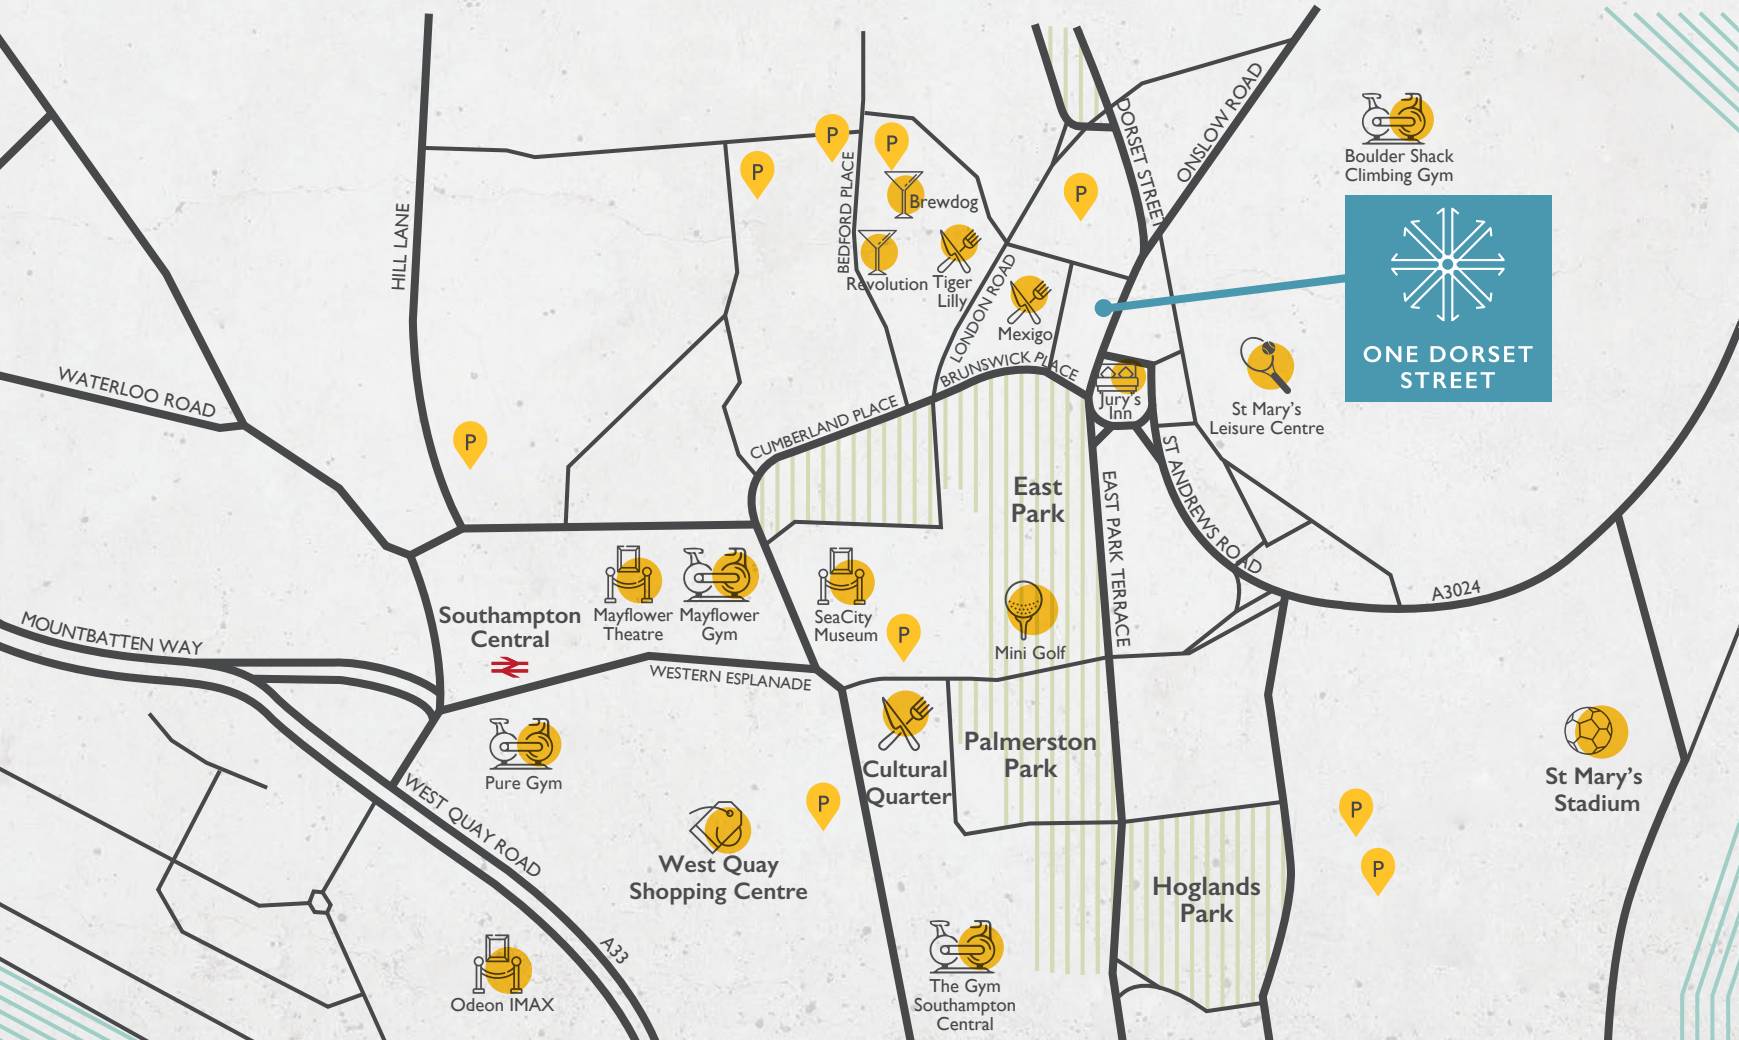 DORSET STREET
ONSLOW ROAD
Boulder Shack
Climbing Gym
P
P
P
P
P
BEDFORD PLACE
HILL LANE
Brewdog
Revolution
Tiger
Lilly
LONDON ROAD
Mexigo
ONE DORSET
STREET
BRUNSWICK PLACE
WATERLOO ROAD
Jury's
Inn
St Mary's
Leisure Centre
CUMBERLAND PLACE
ST ANDREWS ROAD
EAST PARK TERRACE
East
Park
A3024
Southampton
Central
Mayflower
Theatre
Mayflower
Gym
SeaCity
Museum
P
Mini Golf
MOUNTBATTEN WAY
WESTERN ESPLANADE
Pure Gym
Cultural
Quarter
Palmerston
Park
St Mary's
Stadium
WEST QUAY ROAD
P
P
P
West Quay
Shopping Centre
Hoglands
Park
A33
Odeon IMAX
The Gym
Southampton
Central